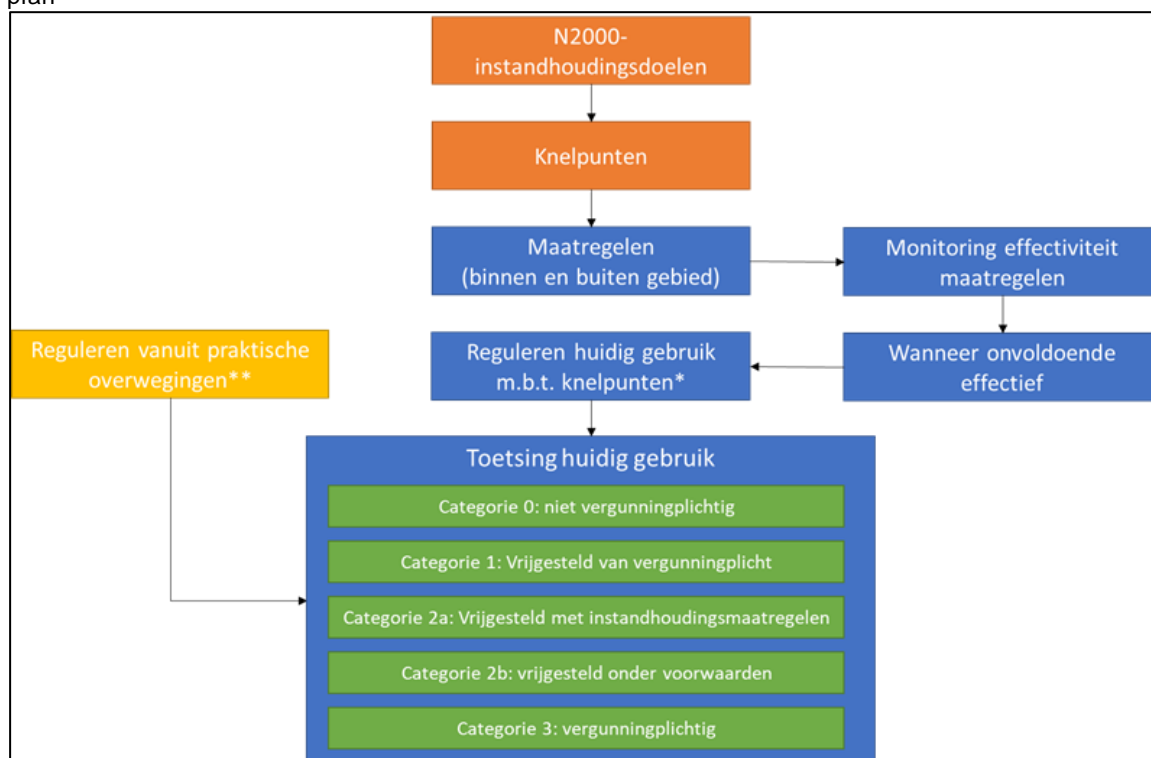 plan
N2000-
instandhoudingsdoelen
Knelpunten
Maatregelen
(binnen en buiten gebied)
Monitoring effectiviteit
maatregelen
Reguleren vanuit praktische
overwegingen**
Reguleren huidig gebruik
m.b.t. knelpunten*
Wanneer onvoldoende
effectief
Toetsing huidig gebruik
Categorie 0: niet vergunningplichtig
Categorie 1: Vrijgesteld van vergunningplicht
Categorie 2a: Vrijgesteld met instandhoudingsmaatregelen
Categorie 2b: vrijgesteld onder voorwaarden
Categorie 3: vergunningplichtig